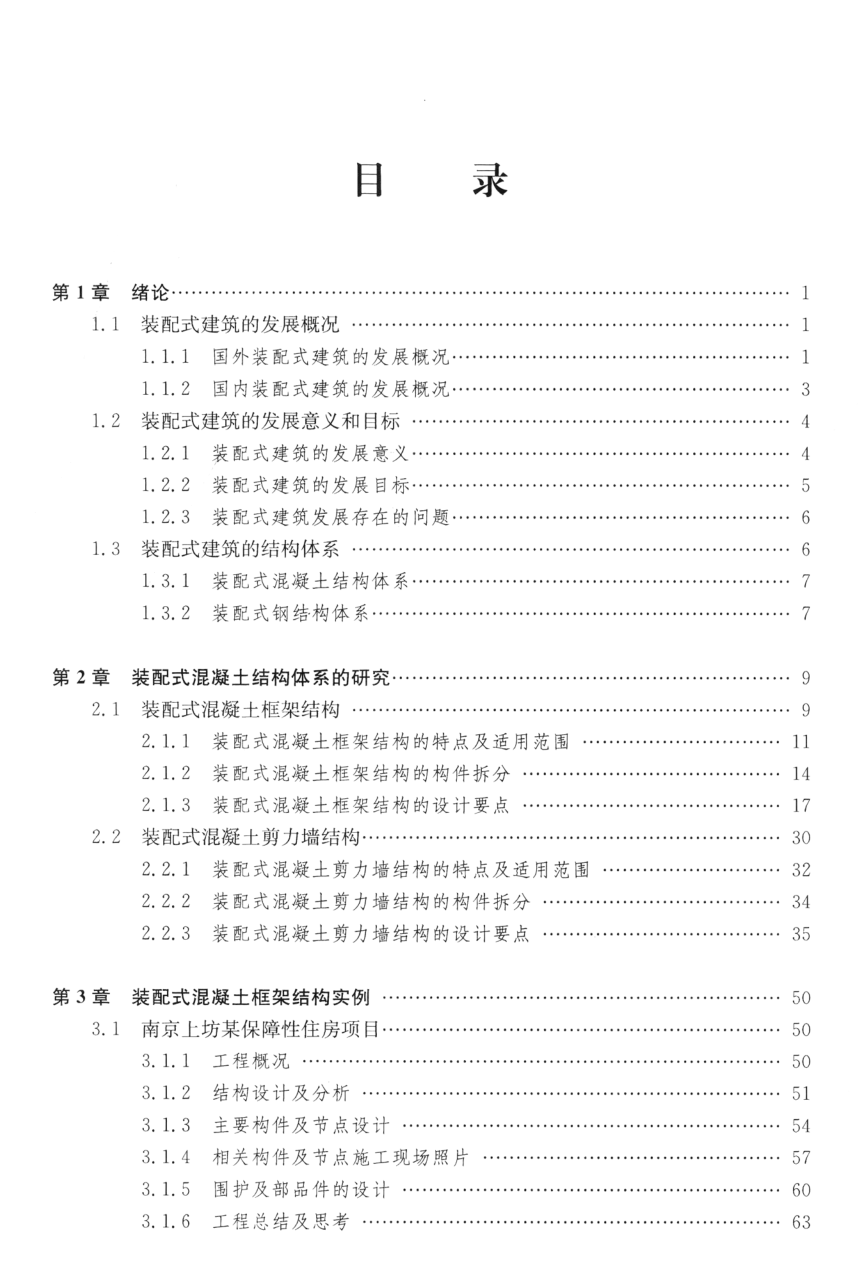 目 录
第 1 章 绪论…… 1
1.1 装配式建筑的发展概况 …… 1
1.1.1 国外装配式建筑的发展概况…… 1
1.1.2 国内装配式建筑的发展概况…… 3
1.2 装配式建筑的发展意义和目标 …… 4
1.2.1 装配式建筑的发展意义…… 4
1.2.2 装配式建筑的发展目标…… 5
1.2.3 装配式建筑发展存在的问题…… 6
1.3 装配式建筑的结构体系 …… 6
1.3.1 装配式混凝土结构体系…… 7
1.3.2 装配式钢结构体系…… 7
第 2 章 装配式混凝土结构体系的研究…… 9
2.1 装配式混凝土框架结构 …… 9
2.1.1 装配式混凝土框架结构的特点及适用范围 …… 11
2.1.2 装配式混凝土框架结构的构件拆分 …… 14
2.1.3 装配式混凝土框架结构的设计要点 …… 17
2.2 装配式混凝土剪力墙结构…… 30
2.2.1 装配式混凝土剪力墙结构的特点及适用范围 …… 32
2.2.2 装配式混凝土剪力墙结构的构件拆分 …… 34
2.2.3 装配式混凝土剪力墙结构的设计要点 …… 35
第 3 章 装配式混凝土框架结构实例 …… 50
3.1 南京上坊某保障性住房项目…… 50
3.1.1 工程概况 …… 50
3.1.2 结构设计及分析 …… 51
3.1.3 主要构件及节点设计 …… 54
3.1.4 相关构件及节点施工现场照片 …… 57
3.1.5 围护及部品件的设计 …… 60
3.1.6 工程总结及思考 …… 63